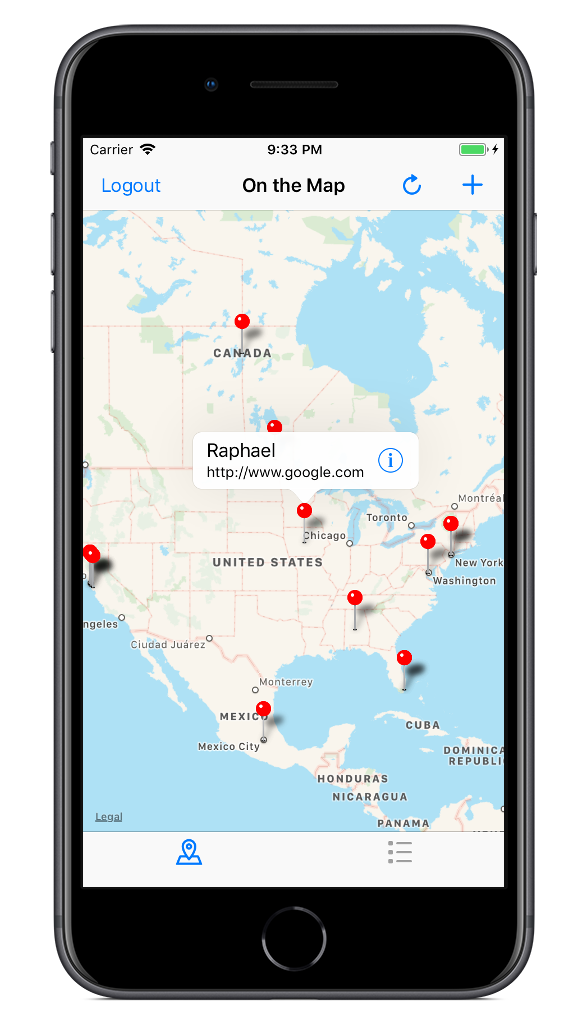 Carrier 9:33 PM
Logout On the Map
CANADA
Raphael
http://www.google.com
Montréal
Toronto
Chicago
UNITED STATES
New York
Washington
ngeles
Ciudad Juárez
Monterrey
MEXICO
CUBA
Mexico City
DOMINICA
REPUBLI
HONDURAS
NICARAGUA
Legal
PANAMA